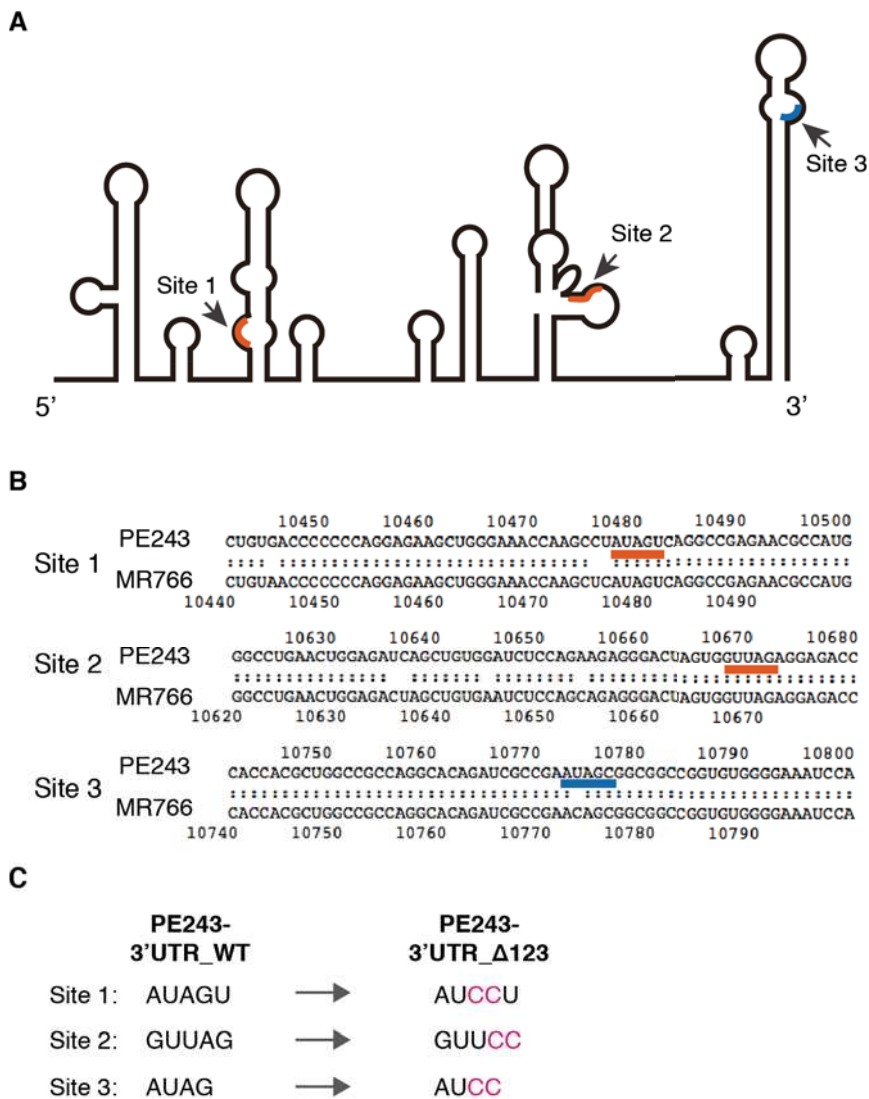 A
Site 1
Site 2
Site 3
5’
3’
B
Site 1
10450 10460 10470 10480 10490 10500
PE243 CUGUGACCCCCCCAGGAGAAGCUGGGAAACCAAGCCUAUAGUCAGGCCGAGAACGCCAUG
MR766 CUGUAACCCCCCCAGGAGAAGCUGGGAAACCAAGCUCAUAGUCAGGCCGAGAACGCCAUG
10440 10450 10460 10470 10480 10490
Site 2
10630 10640 10650 10660 10670 10680
PE243 GGCCUGAACUGGAGAUCAGCUGUGGAUCUCCAGAAGAGGGACUAGUGGUUAGAGGAGACC
MR766 GGCCUGAACUGGAGACUAGCUGUGAAUCUCCAGCAGAGGGACUAGUGGUUAGAGGAGACC
10620 10630 10640 10650 10660 10670
Site 3
10750 10760 10770 10780 10790 10800
PE243 CACCACGCUGGCCGCCAGGCACAGAUCGCCGAAUAGCGGCGGCCGGUGUGGGGAAAUCCA
MR766 CACCACGCUGGCCGCCAGGCACAGAUCGCCGAACAGCGGCGGCCGGUGUGGGGAAAUCCA
10740 10750 10760 10770 10780 10790
C
PE243-
3’UTR_WT
PE243-
3’UTR_Δ123
Site 1: AUAGU AUCCU
Site 2: GUUAG GUUCC
Site 3: AUAG AUCC